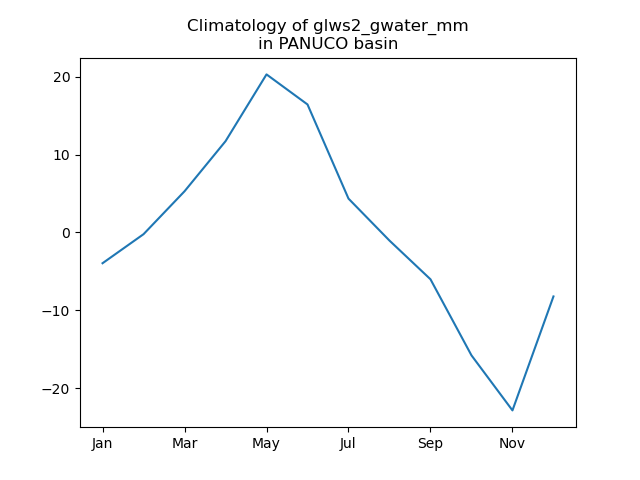 Climatology of glws2_gwater_mm
in PANUCO basin
20
10
0
−10
−20
Jan
Mar
May
Jul
Sep
Nov